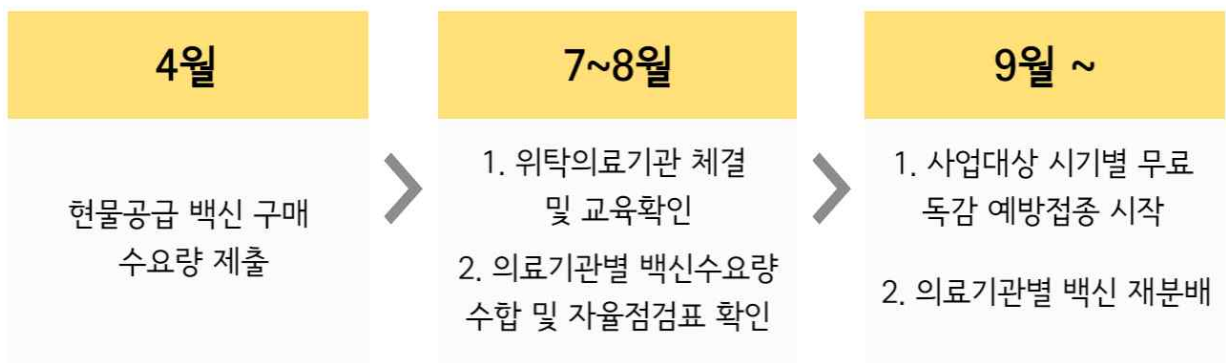 4월
현물공급 백신 구매
수요량 제출
7~8월
1. 위탁의료기관 체결
및 교육확인
2. 의료기관별 백신수요량
수합 및 자율점검표 확인
9월 ~
1. 사업대상 시기별 무료
독감 예방접종 시작
2. 의료기관별 백신 재분배